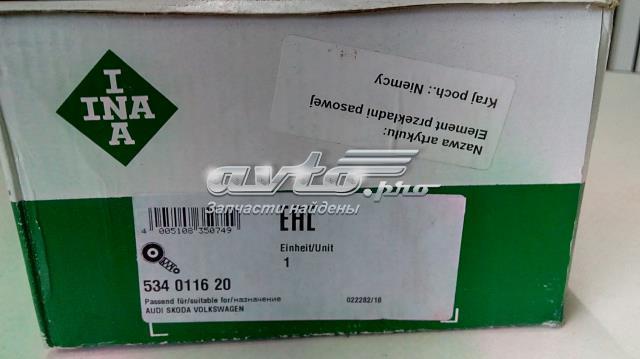 I
INA
A
Nazwa artykułu:
Element przekładni pasowej
Kraj poch.: Niemcy
avto.pro
Запчасти найдены
4 005108 350749
EHL
Einheit/Unit
1
534 0116 20
Passend für/suitable for/назначение
AUDI SKODA VOLKSWAGEN
022282/18